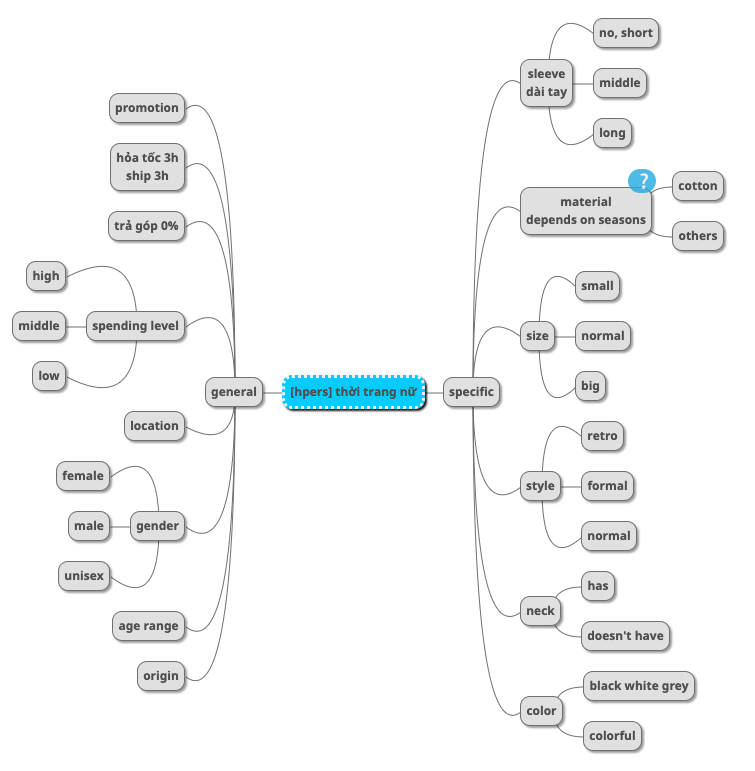 [hpers] thời trang nữ
general
promotion
hỏa tốc 3h
ship 3h
trả góp 0%
spending level
high
middle
low
location
gender
female
male
unisex
age range
origin
specific
sleeve
dài tay
no, short
middle
long
?
material
depends on seasons
cotton
others
size
small
normal
big
style
retro
formal
normal
neck
has
doesn't have
color
black white grey
colorful